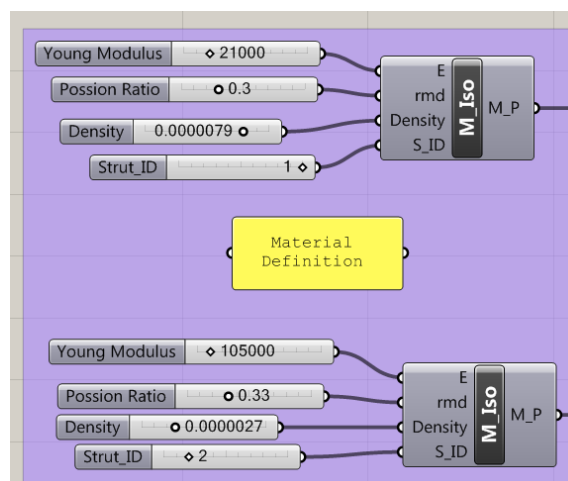 Young Modulus 21000
Possion Ratio 0.3
Density 0.0000079
Strut_ID 1
E
rmd
Density
S_ID
M_Iso
M_P
Material
Definition
Young Modulus 105000
Possion Ratio 0.33
Density 0.0000027
Strut_ID 2
E
rmd
Density
S_ID
M_Iso
M_P